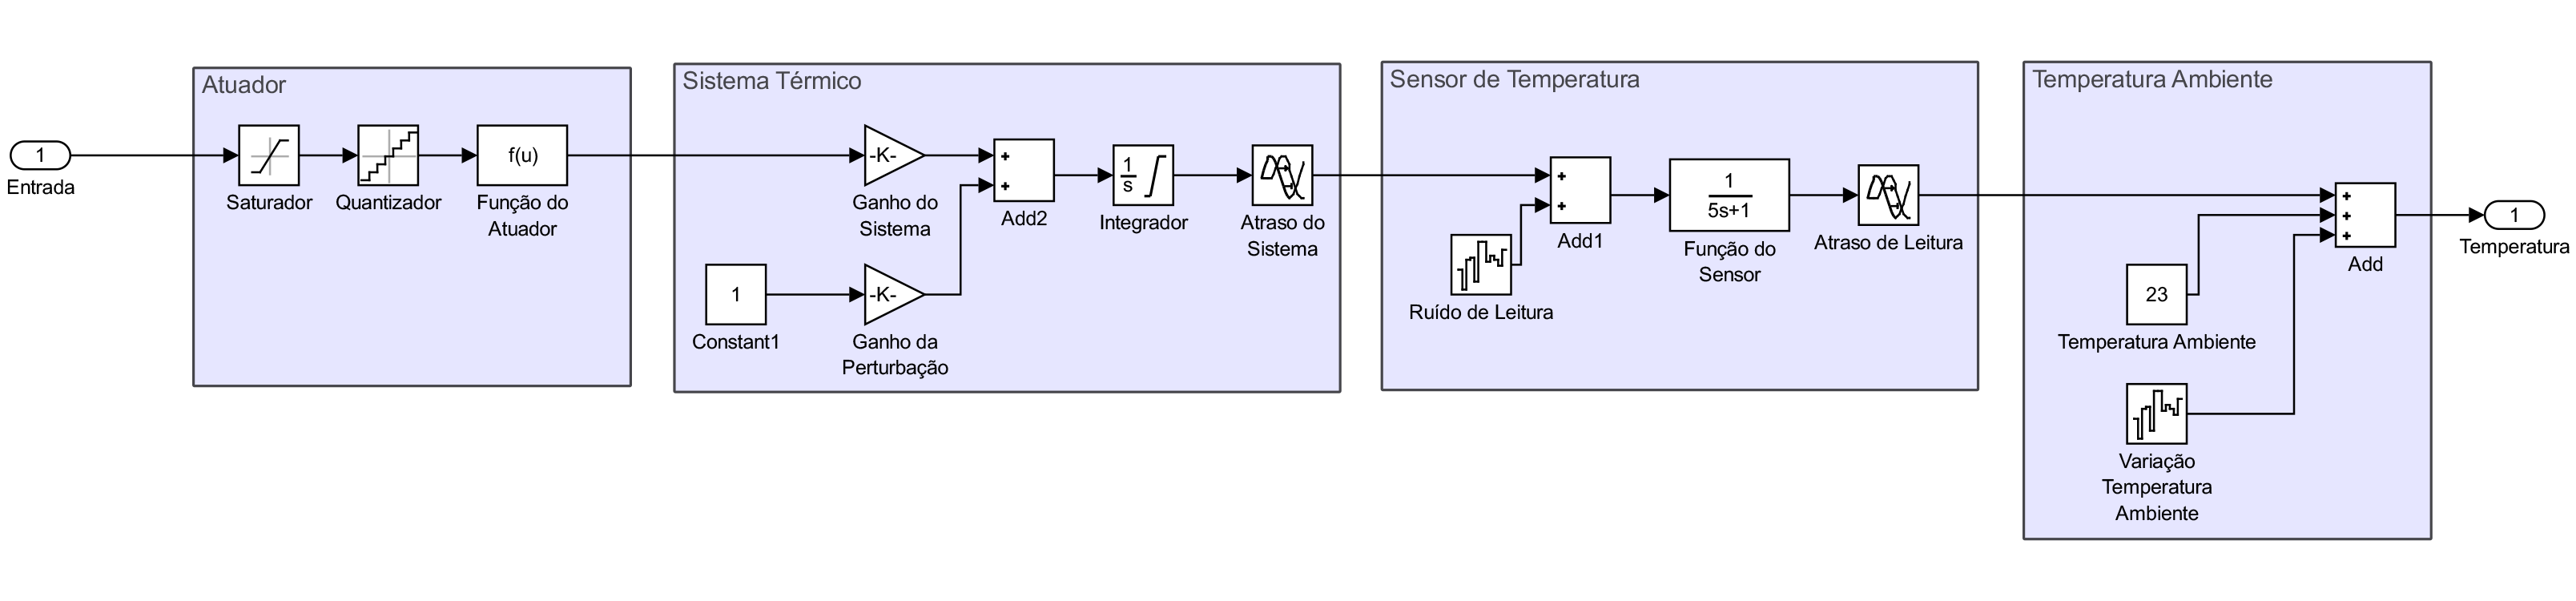 1
Entrada
Atuador
Saturador
Quantizador
f(u)
Função do
Atuador
Sistema Térmico
-K-
Ganho do
Sistema
1
Constant1
-K-
Ganho da
Perturbação
+
+
Add2
1
s
Integrador
Atraso do
Sistema
Sensor de Temperatura
Ruído de Leitura
+
+
Add1
1
5s+1
Função do
Sensor
Atraso de Leitura
Temperatura Ambiente
23
Temperatura Ambiente
Variação
Temperatura
Ambiente
+
+
+
Add
1
Temperatura